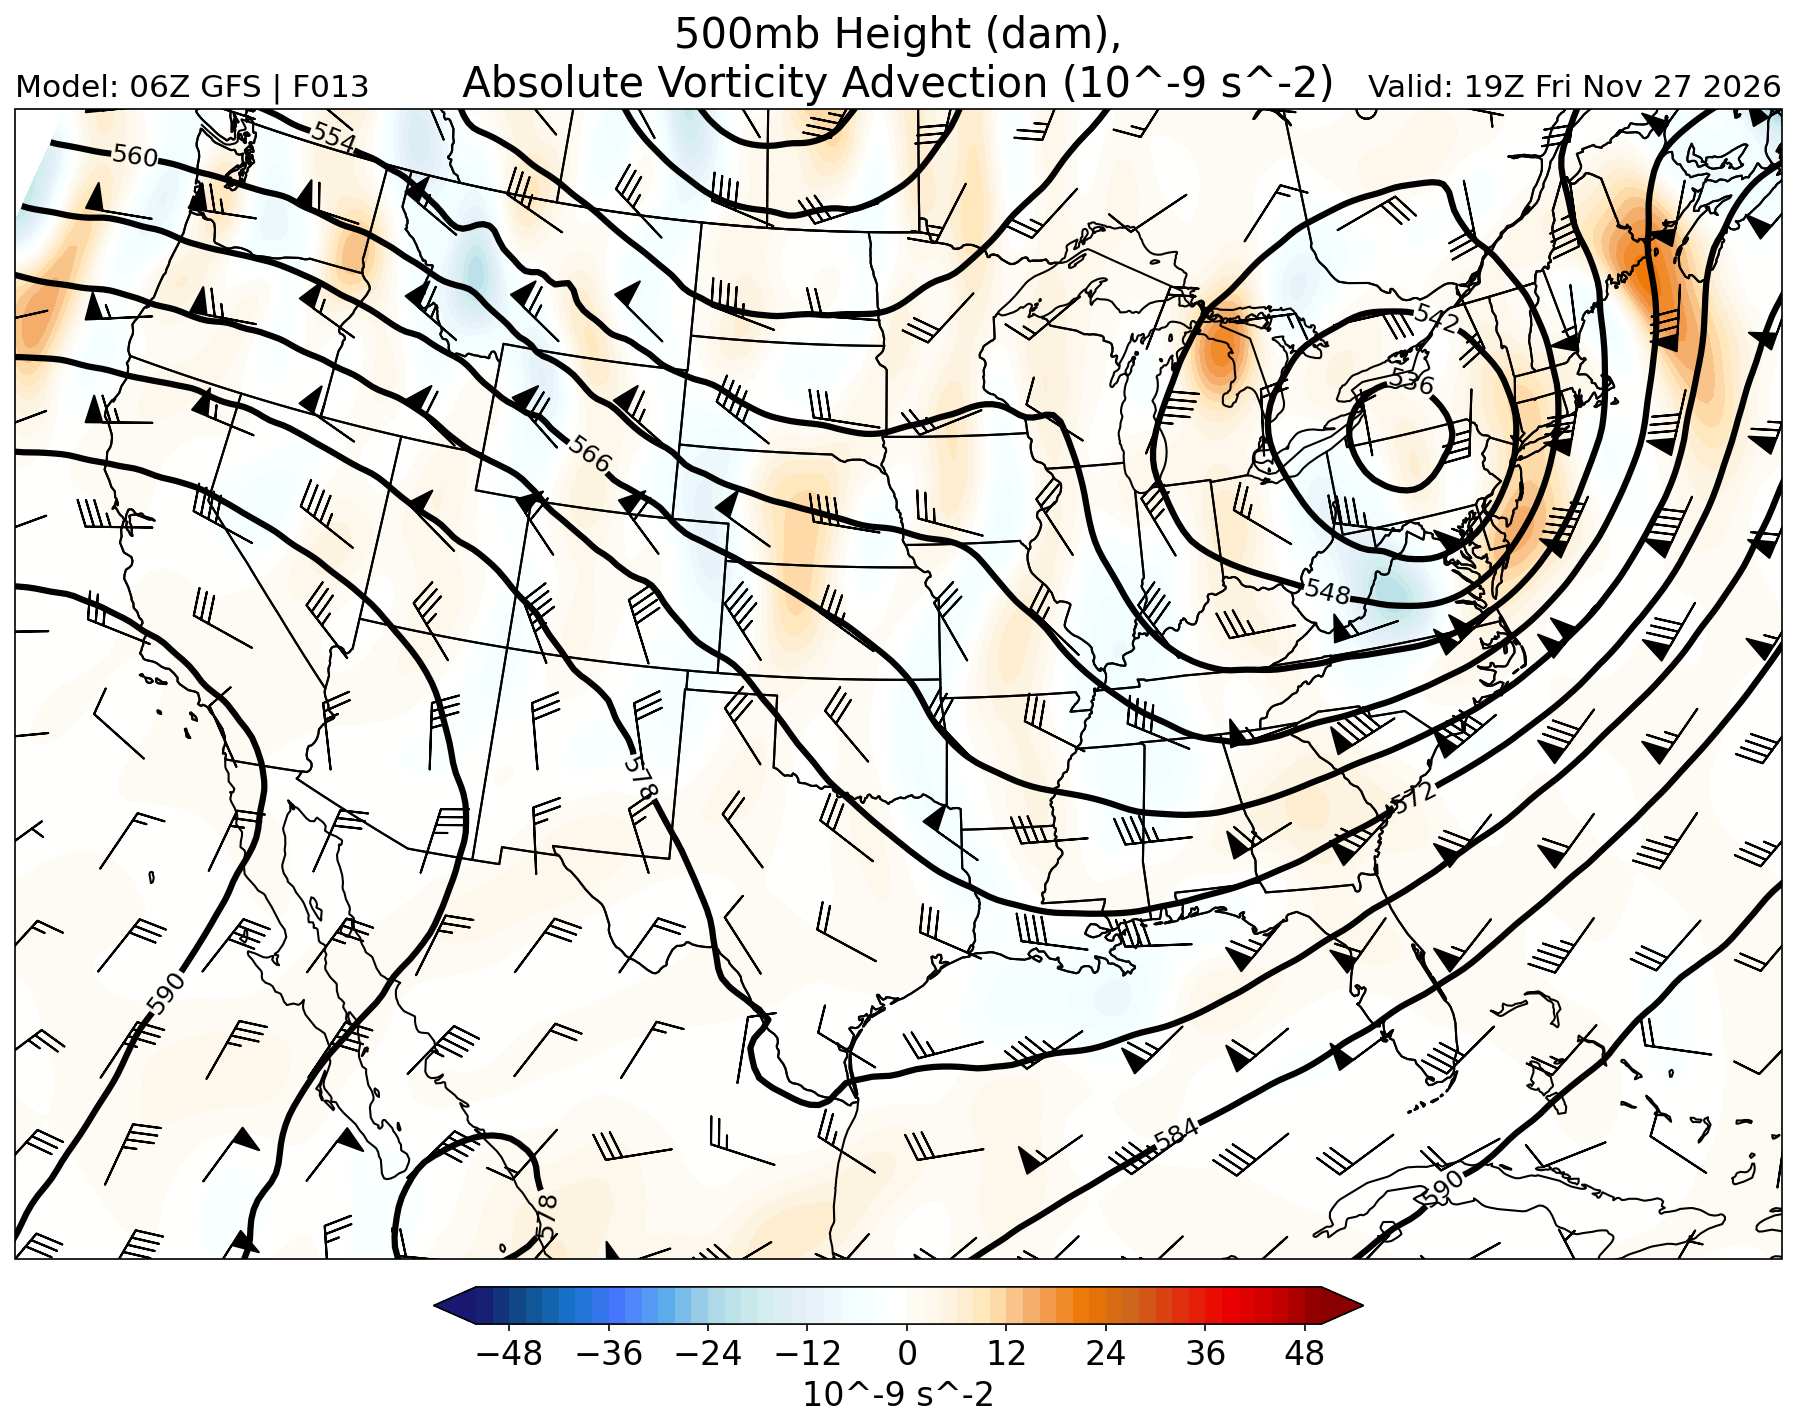 500mb Height (dam),
Model: 06Z GFS | F013
Absolute Vorticity Advection (10^-9 s^-2)
Valid: 19Z Fri Nov 27 2026
554
560
542
536
566
548
578
572
590
584
590
578
−48 −36 −24 −12 0 12 24 36 48
10^-9 s^-2